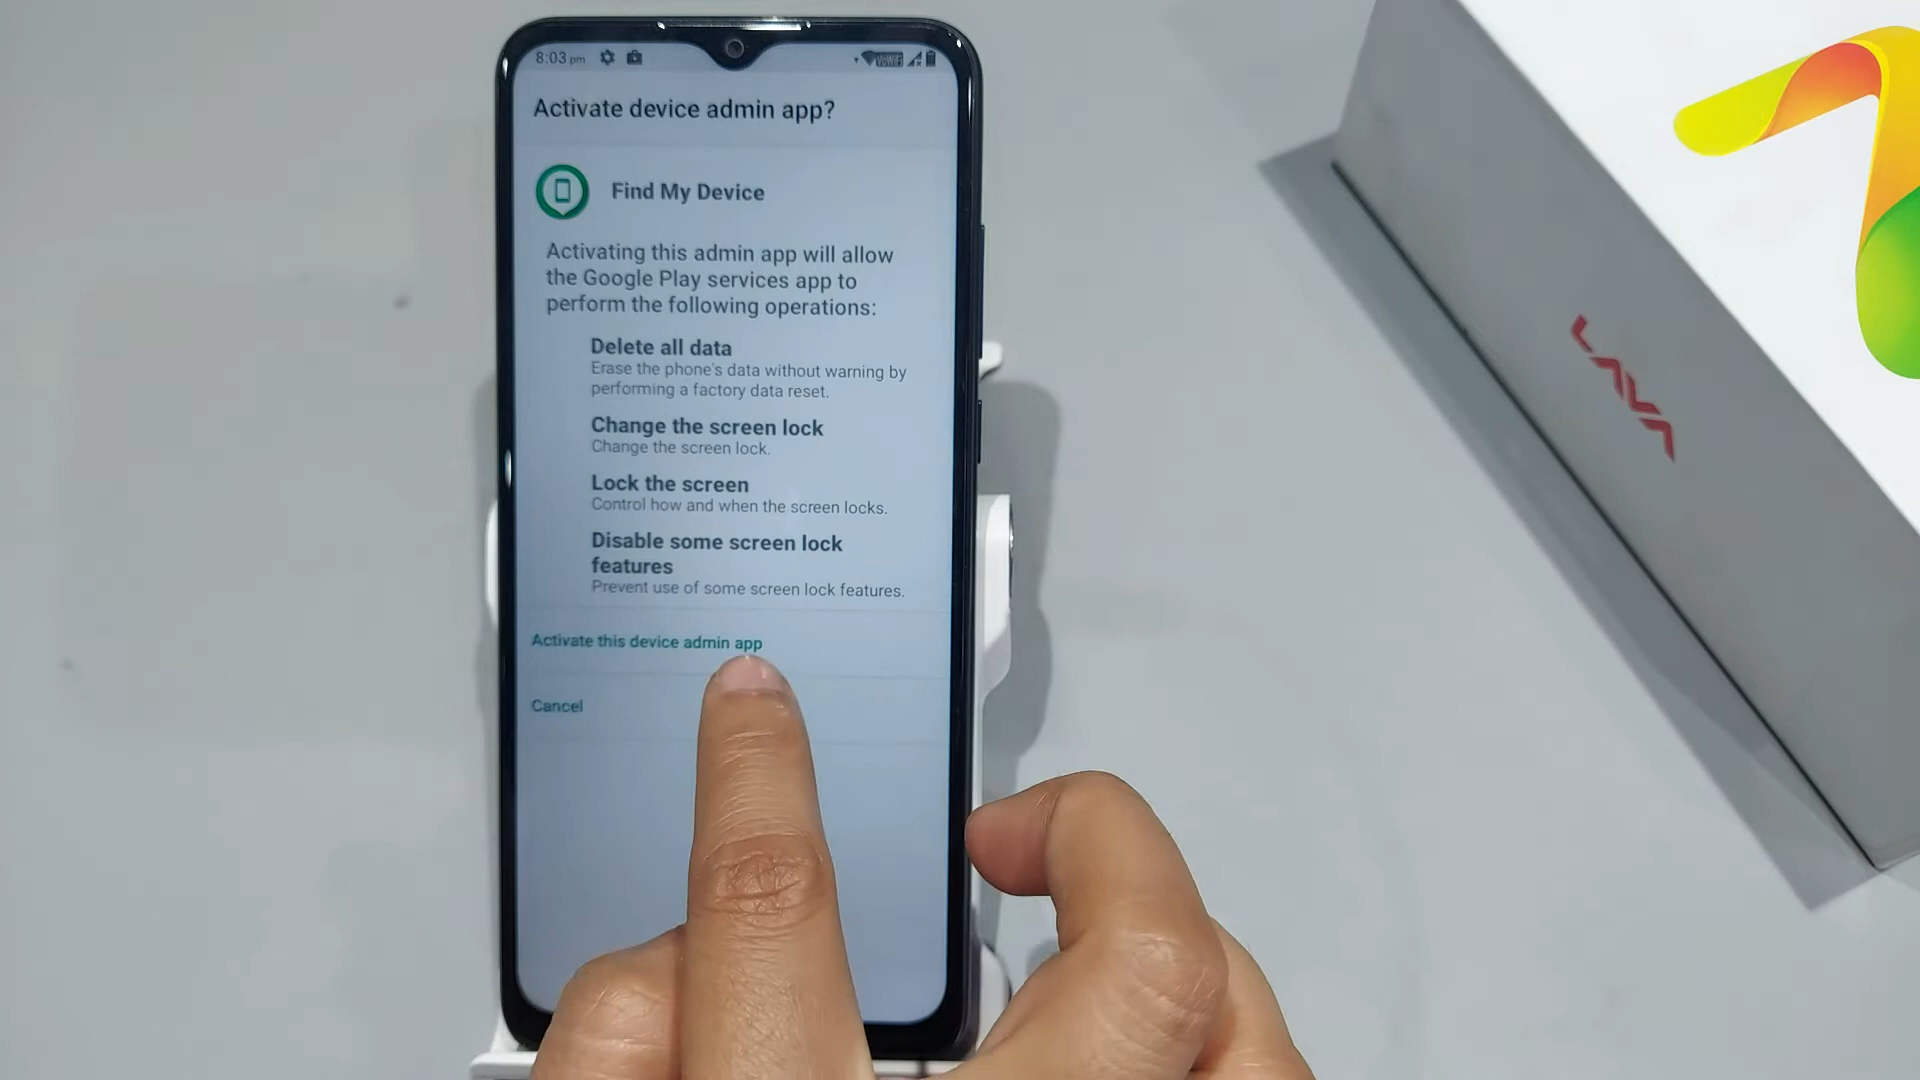 8:03 pm
Activate device admin app?
Find My Device
Activating this admin app will allow
the Google Play services app to
perform the following operations:
Delete all data
Erase the phone's data without warning by
performing a factory data reset.
Change the screen lock
Change the screen lock.
Lock the screen
Control how and when the screen locks.
Disable some screen lock
features
Prevent use of some screen lock features.
Activate this device admin app
Cancel
LAVA